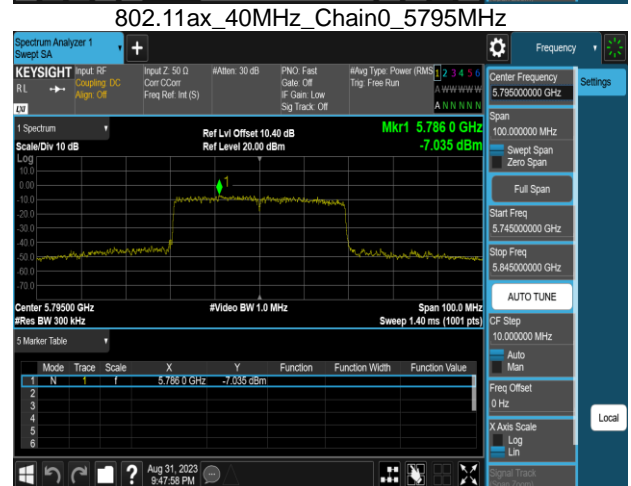 802.11ax_40MHz_Chain0_5795MHz
Spectrum Analyzer 1
Swept SA
Frequency
KEYSIGHT
RL
LXI
Input: RF
Coupling: DC
Align: Off
Input Z: 50 Ω
Corr CCorr
Freq Ref: Int (S)
#Atten: 30 dB
PNO: Fast
Gate: Off
IF Gain: Low
Sig Track: Off
#Avg Type: Power (RMS
Trig: Free Run
1 2 3 4 5 6
A W W W W W
A N N N N N
1 Spectrum
Scale/Div 10 dB
Ref Lvl Offset 10.40 dB
Ref Level 20.00 dBm
Mkr1 5.786 0 GHz
-7.035 dBm
Log
10.0
0.00
-10.0
-20.0
-30.0
-40.0
-50.0
-60.0
-70.0
1
Center 5.79500 GHz
#Res BW 300 kHz
#Video BW 1.0 MHz
Span 100.0 MHz
Sweep 1.40 ms (1001 pts)
5 Marker Table
Mode Trace Scale X Y Function Function Width Function Value
1 N 1 f 5.786 0 GHz -7.035 dBm
2
3
4
5
6
Aug 31, 2023
9:47:58 PM
Center Frequency
5.795000000 GHz
Span
100.000000 MHz
Swept Span
Zero Span
Full Span
Start Freq
5.745000000 GHz
Stop Freq
5.845000000 GHz
AUTO TUNE
CF Step
10.000000 MHz
Auto
Man
Freq Offset
0 Hz
X Axis Scale
Log
Lin
Signal Track
(Span Zoom)
Settings
Local